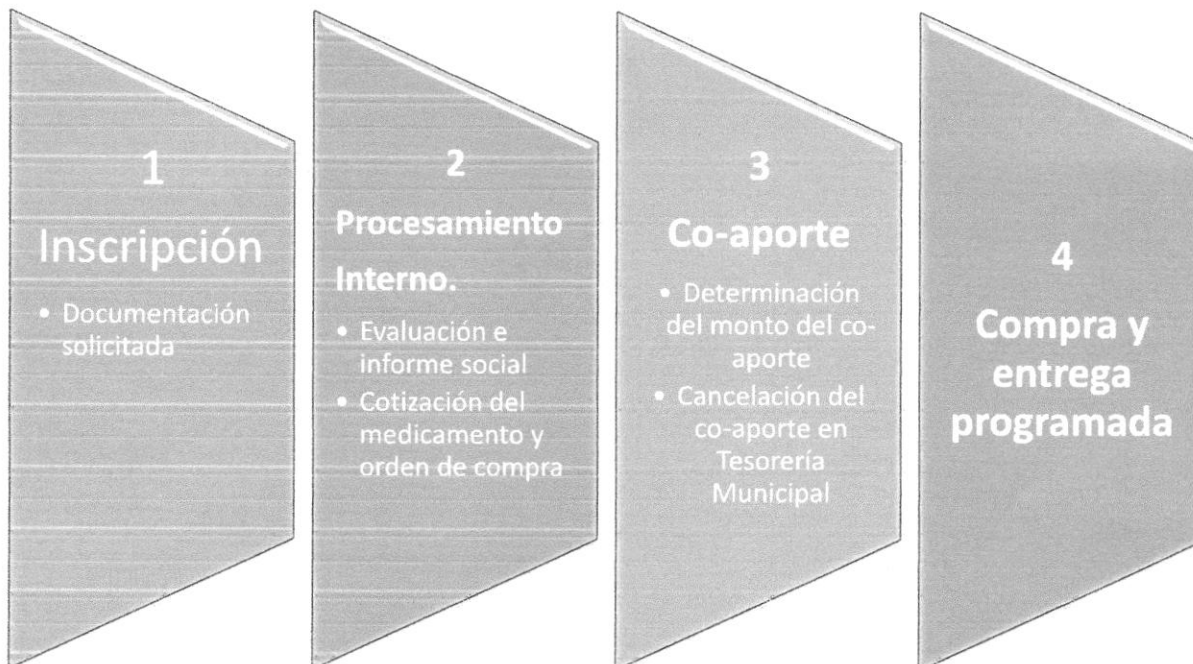 1
Inscripción
• Documentación
solicitada
2
Procesamiento
Interno.
• Evaluación e
informe social
• Cotización del
medicamento y
orden de compra
3
Co-aporte
• Determinación
del monto del co-
aporte
• Cancelación del
co-aporte en
Tesorería
Municipal
4
Compra y
entrega
programada